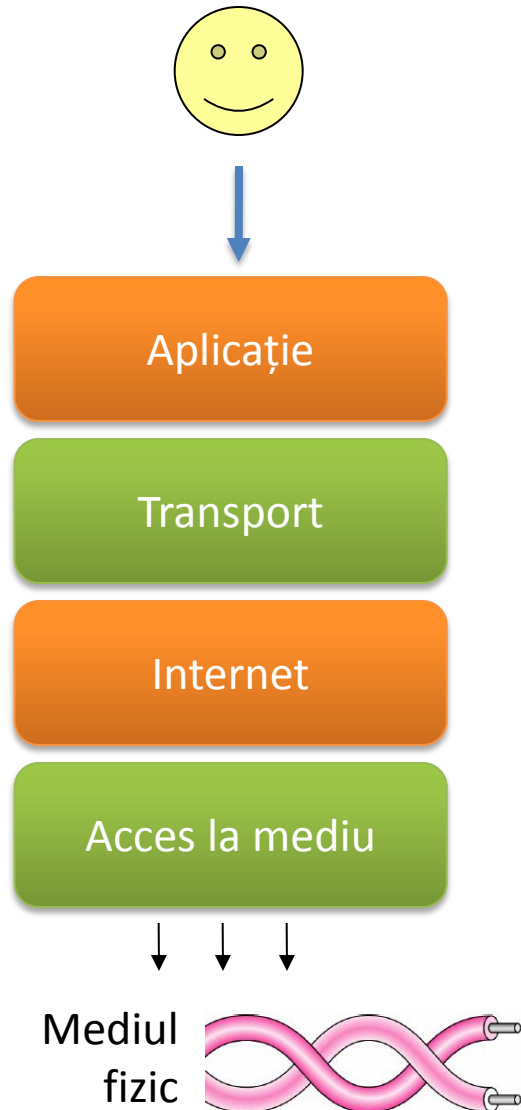 Aplicație
Transport
Internet
Acces la mediu
Mediul
fizic